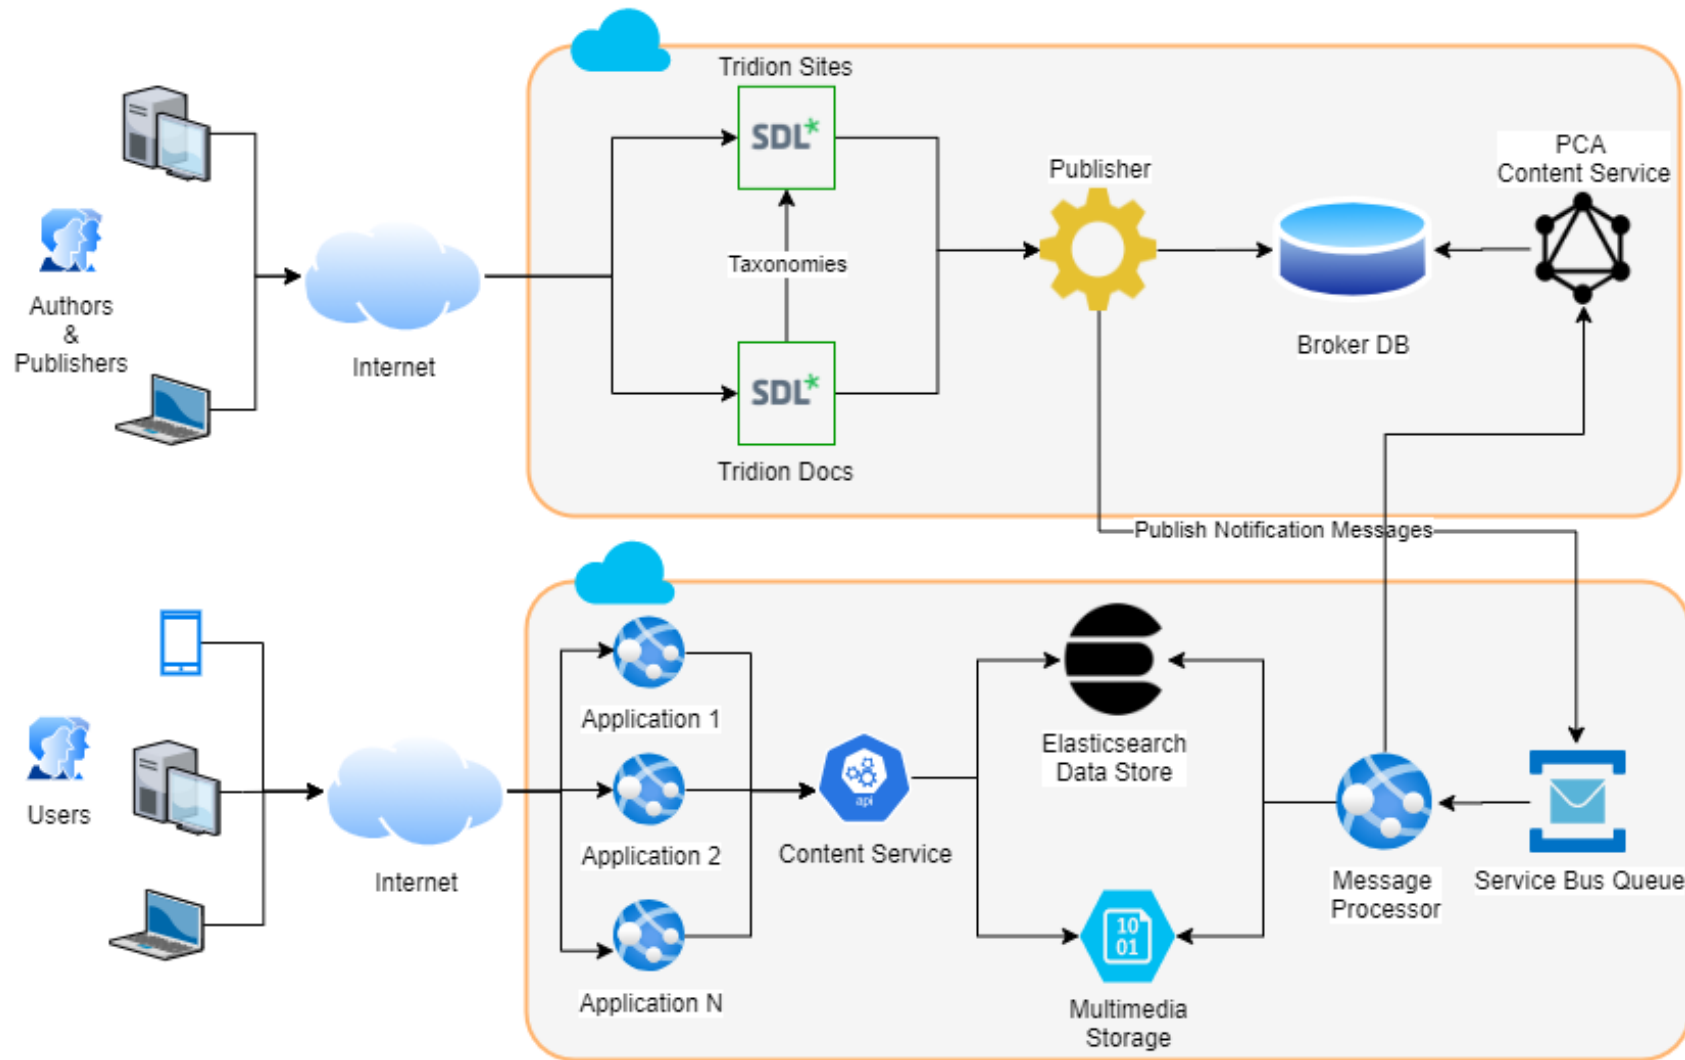 Tridion Sites
SDL*
Publisher
PCA
Content Service
Taxonomies
Authors
&
Publishers
Internet
Broker DB
SDL*
Tridion Docs
Publish Notification Messages
Application 1
Elasticsearch
Data Store
Users
api
Application 2
Content Service
Internet
Message
Processor
Service Bus Queue
10
01
Application N
Multimedia
Storage